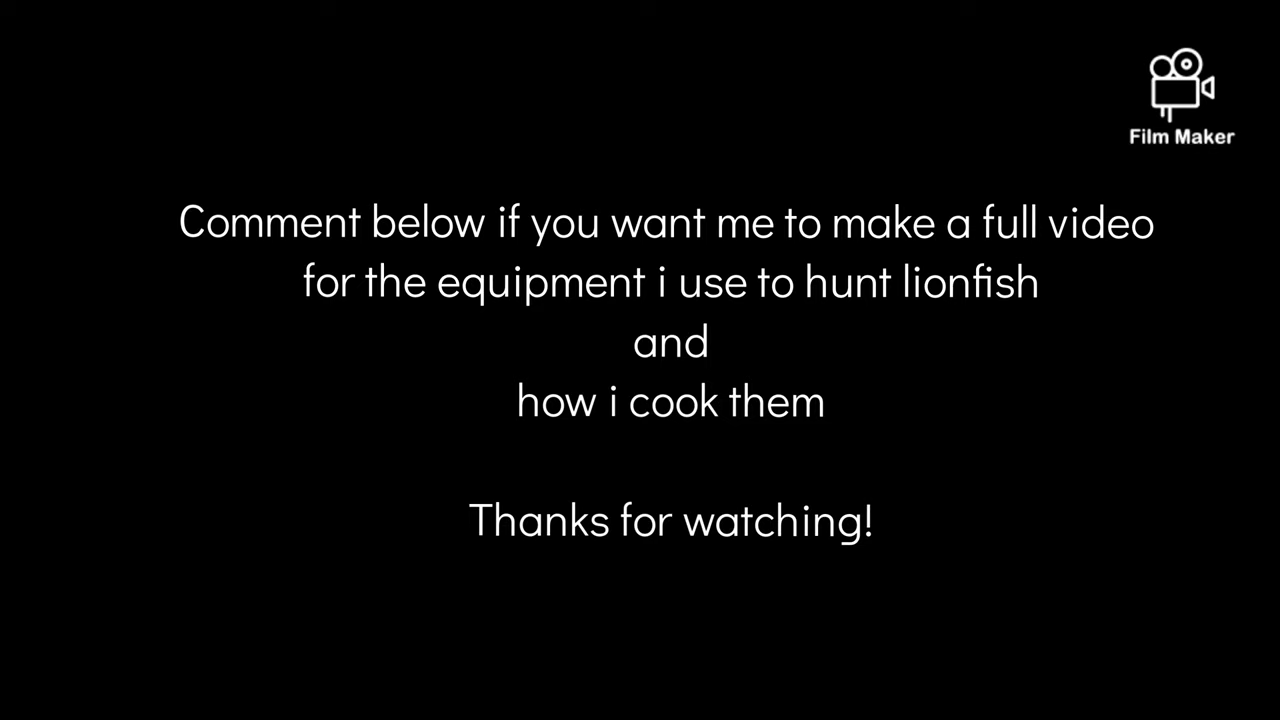 Film Maker
Comment below if you want me to make a full video
for the equipment i use to hunt lionfish
and
how i cook them
Thanks for watching!